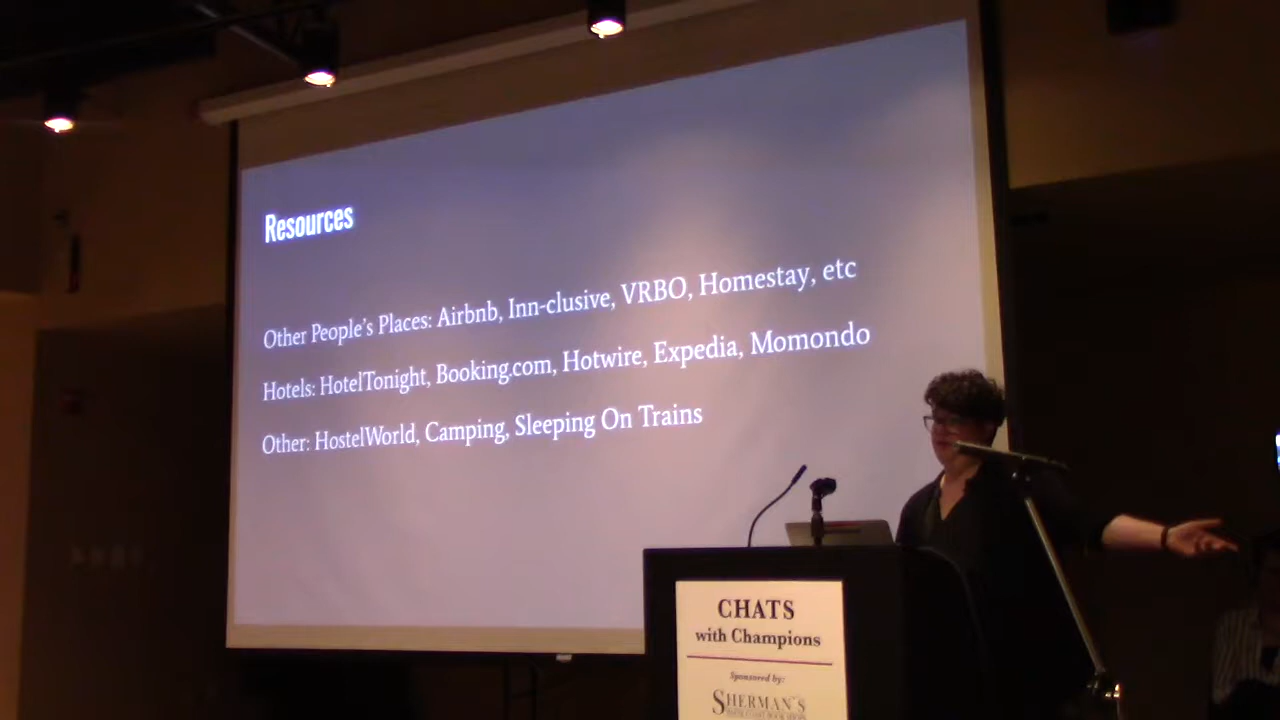 Resources
Other People's Places: Airbnb, Inn-clusive, VRBO, Homestay, etc
Hotels: HotelTonight, Booking.com, Hotwire, Expedia, Momondo
Other: HostelWorld, Camping, Sleeping On Trains
CHATS
with Champions
Sponsored by:
SHERMAN'S